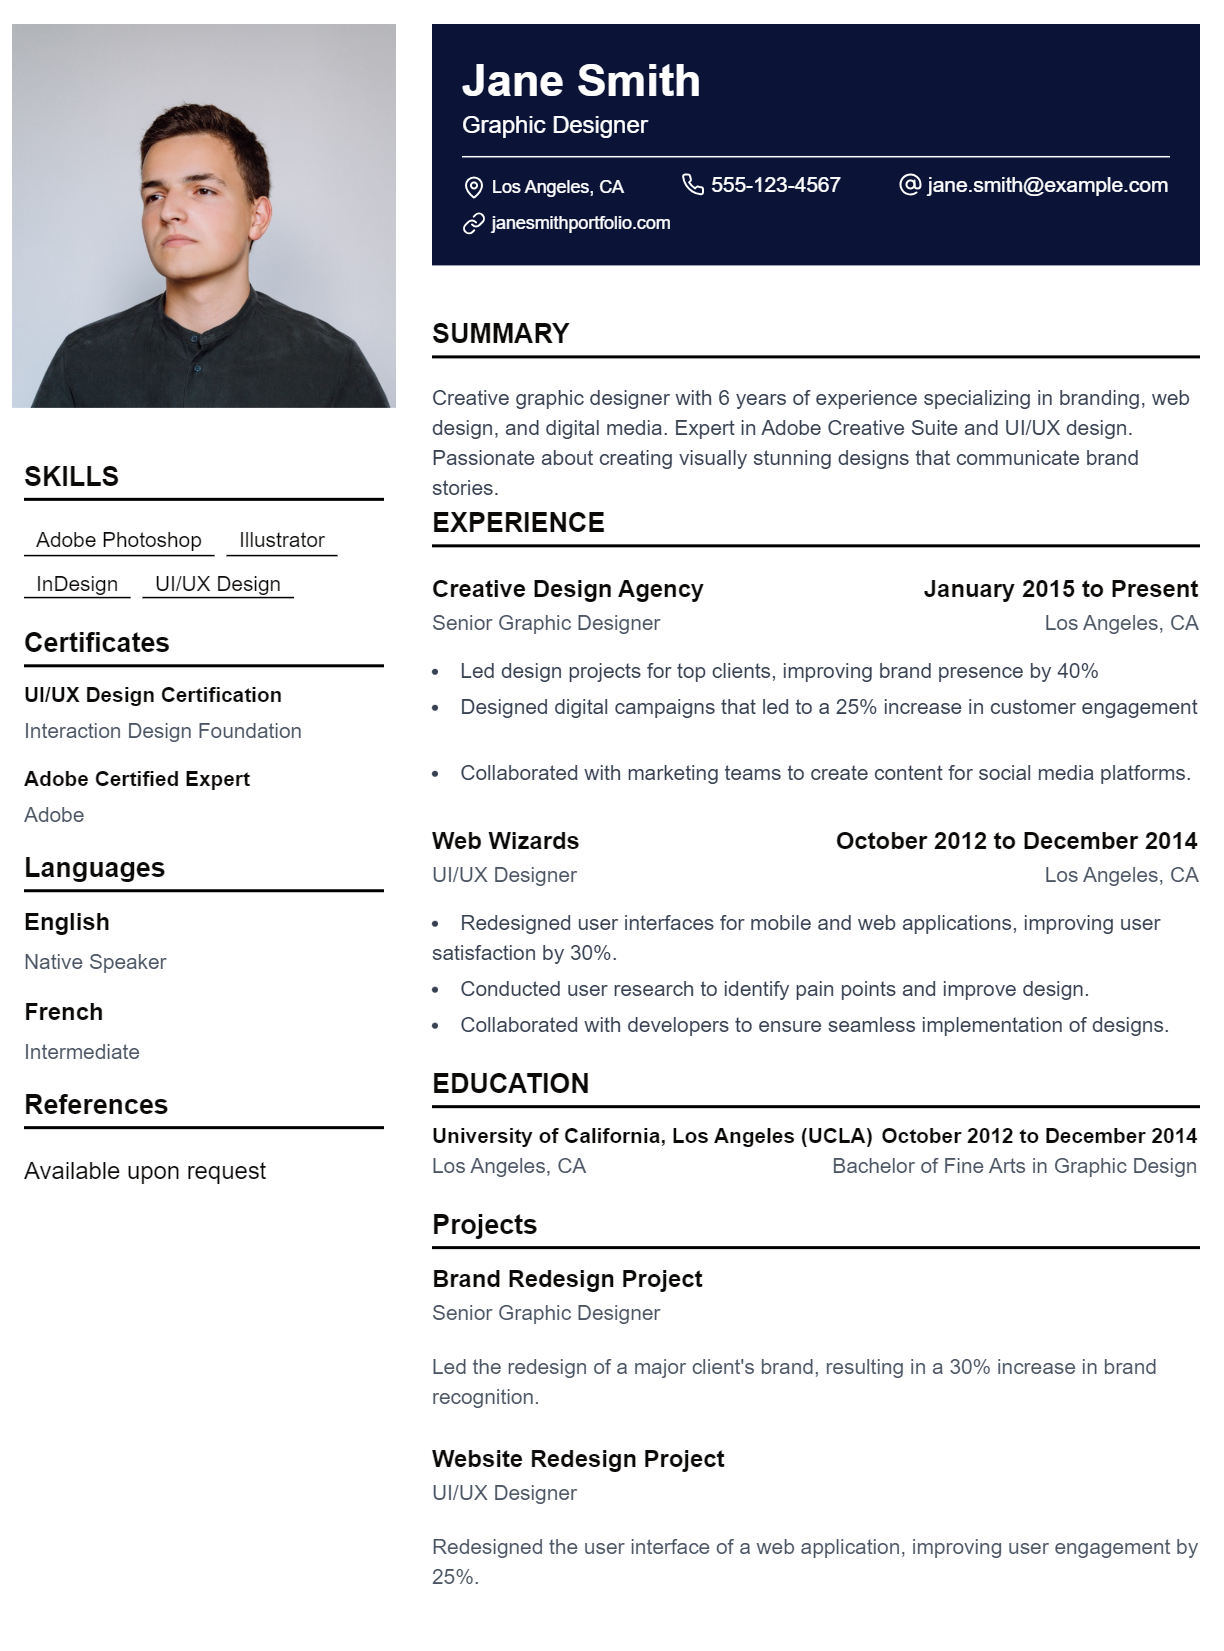 Jane Smith
Graphic Designer
Los Angeles, CA
555-123-4567
jane.smith@example.com
janesmithportfolio.com
SKILLS
Adobe Photoshop
Illustrator
InDesign
UI/UX Design
Certificates
UI/UX Design Certification
Interaction Design Foundation
Adobe Certified Expert
Adobe
Languages
English
Native Speaker
French
Intermediate
References
Available upon request
SUMMARY
Creative graphic designer with 6 years of experience specializing in branding, web
design, and digital media. Expert in Adobe Creative Suite and UI/UX design.
Passionate about creating visually stunning designs that communicate brand
stories.
EXPERIENCE
Creative Design Agency January 2015 to Present
Senior Graphic Designer Los Angeles, CA
• Led design projects for top clients, improving brand presence by 40%
• Designed digital campaigns that led to a 25% increase in customer engagement
• Collaborated with marketing teams to create content for social media platforms.
Web Wizards October 2012 to December 2014
UI/UX Designer Los Angeles, CA
• Redesigned user interfaces for mobile and web applications, improving user
satisfaction by 30%.
• Conducted user research to identify pain points and improve design.
• Collaborated with developers to ensure seamless implementation of designs.
EDUCATION
University of California, Los Angeles (UCLA) October 2012 to December 2014
Los Angeles, CA Bachelor of Fine Arts in Graphic Design
Projects
Brand Redesign Project
Senior Graphic Designer
Led the redesign of a major client's brand, resulting in a 30% increase in brand
recognition.
Website Redesign Project
UI/UX Designer
Redesigned the user interface of a web application, improving user engagement by
25%.